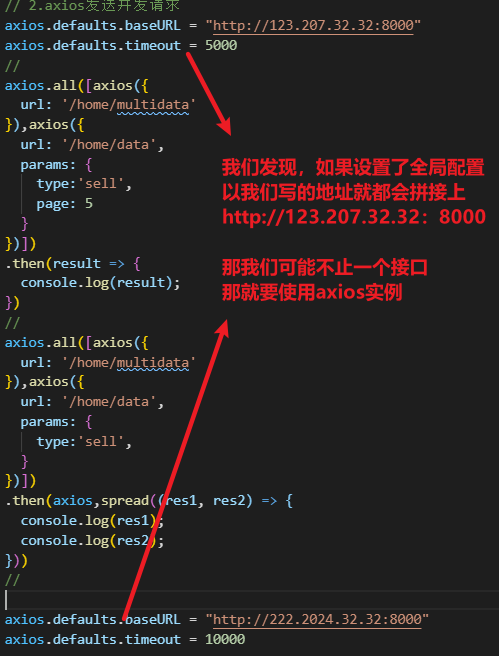 // 2.axios发送开发请求
axios.defaults.baseURL = "http://123.207.32.32:8000"
axios.defaults.timeout = 5000
//
axios.all([axios({
  url: '/home/multidata'
}),axios({
  url: '/home/data',
  params: {
    type:'sell',
    page: 5
  }
})])
.then(result => {
  console.log(result);
})
//
axios.all([axios({
  url: '/home/multidata'
}),axios({
  url: '/home/data',
  params: {
    type:'sell',
  }
})])
.then(axios,spread((res1, res2) => {
  console.log(res1);
  console.log(res2);
}))
//
axios.defaults.baseURL = "http://222.2024.32.32:8000"
axios.defaults.timeout = 10000
我们发现，如果设置了全局配置
以我们写的地址就都会拼接上
http://123.207.32.32：8000
那我们可能不止一个接口
那就要使用axios实例